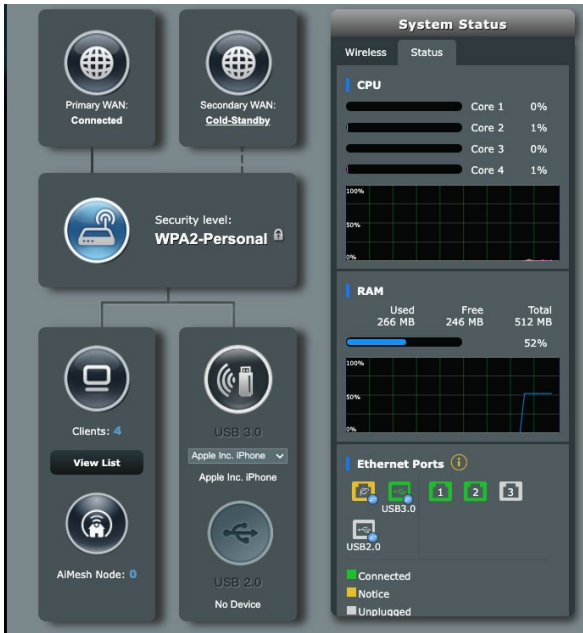 Primary WAN:
Connected
Secondary WAN:
Cold-Standby
Security level:
WPA2-Personal
Clients: 4
View List
AiMesh Node: 0
USB 3.0
Apple Inc. iPhone
Apple Inc. iPhone
USB 2.0
No Device
System Status
Wireless Status
CPU
Core 1 0%
Core 2 1%
Core 3 0%
Core 4 1%
100%
50%
0%
RAM
Used Free Total
266 MB 246 MB 512 MB
52%
100%
50%
0%
Ethernet Ports
1 2 3
USB3.0
USB2.0
Connected
Notice
Unplugged